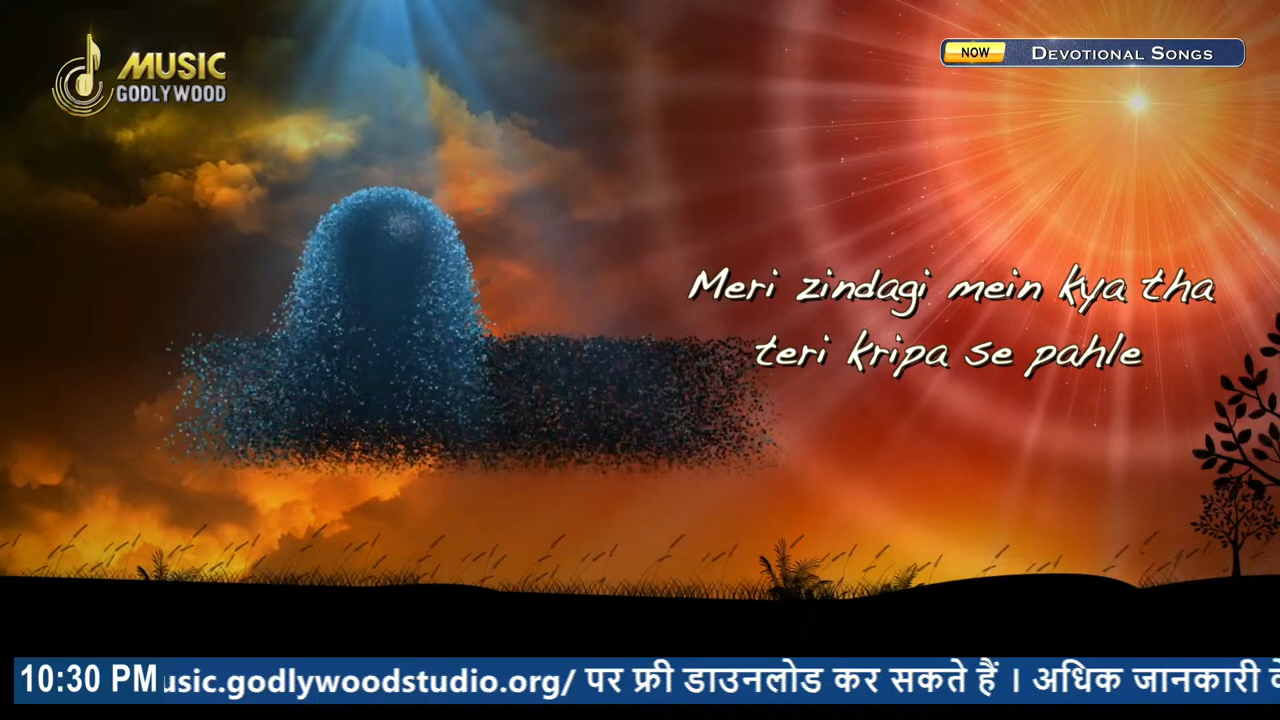 MUSIC
GODLYWOOD
NOW DEVOTIONAL SONGS
Meri zindagi mein kya tha
teri kripa se pahle
10:30 PM usic.godlywoodstudio.org/ पर फ्री डाउनलोड कर सकते हैं । अधिक जानकारी